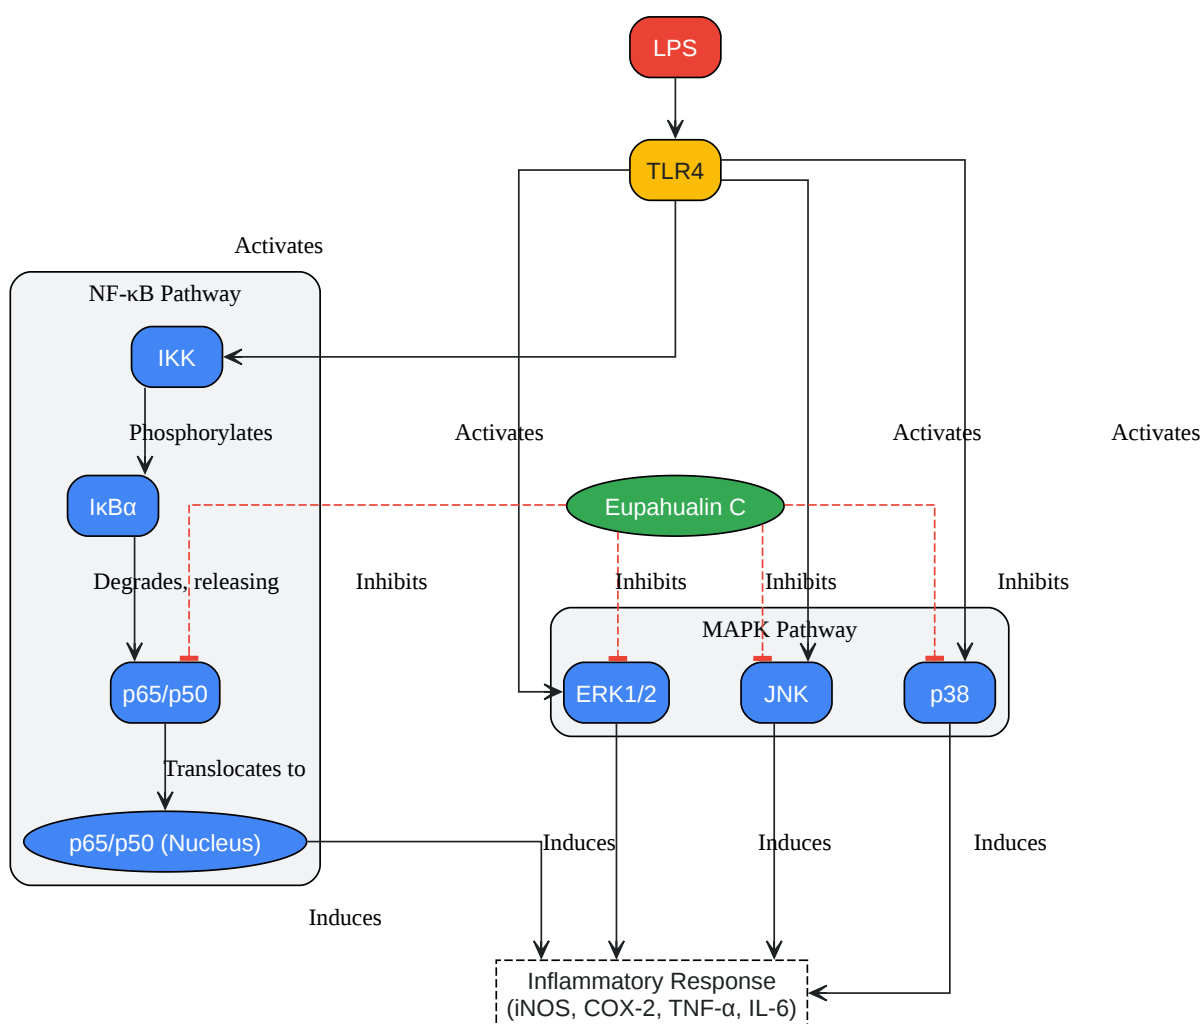 LPS
TLR4
Activates
NF-κB Pathway
IKK
Phosphorylates
Activates
Activates
Activates
IκBα
Eupahualin C
Degrades, releasing
Inhibits
Inhibits
Inhibits
Inhibits
MAPK Pathway
p65/p50
ERK1/2
JNK
p38
Translocates to
p65/p50 (Nucleus)
Induces
Induces
Induces
Induces
Inflammatory Response
(iNOS, COX-2, TNF-α, IL-6)